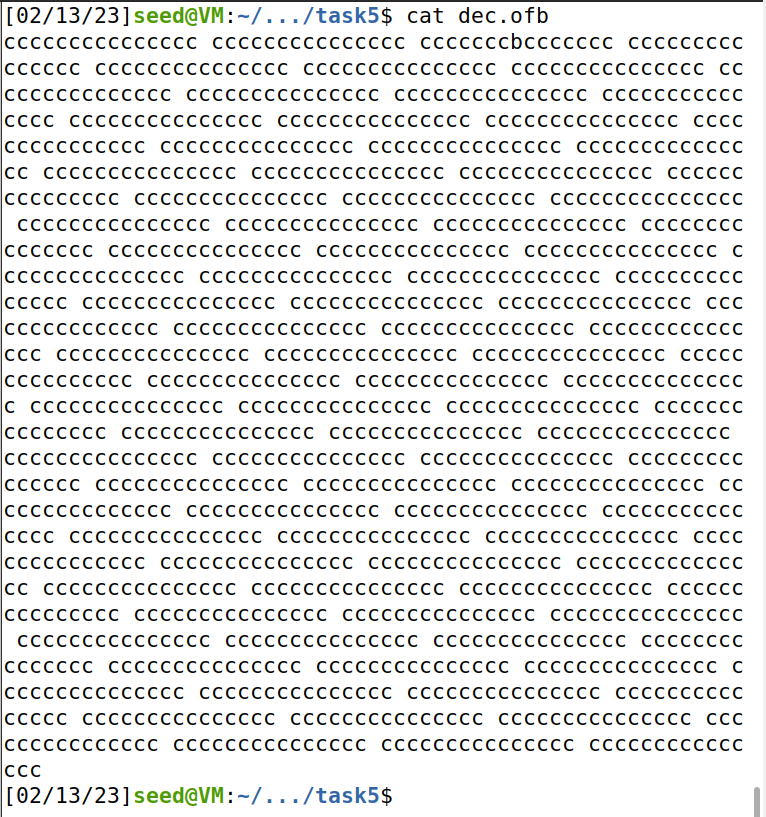 [02/13/23]seed@VM:~/.../task5$ cat dec.ofb
ccccccccccccccc ccccccccccccccc cccccccbccccccc ccccccccc
cccccc ccccccccccccccc ccccccccccccccc ccccccccccccccc cc
ccccccccccccc ccccccccccccccc ccccccccccccccc ccccccccccc
cccc ccccccccccccccc ccccccccccccccc ccccccccccccccc cccc
ccccccccccc ccccccccccccccc ccccccccccccccc ccccccccccccc
cc ccccccccccccccc ccccccccccccccc ccccccccccccccc cccccc
ccccccccc ccccccccccccccc ccccccccccccccc ccccccccccccccc
 ccccccccccccccc ccccccccccccccc ccccccccccccccc cccccccc
ccccccc ccccccccccccccc ccccccccccccccc ccccccccccccccc c
cccccccccccccc ccccccccccccccc ccccccccccccccc cccccccccc
ccccc ccccccccccccccc ccccccccccccccc ccccccccccccccc ccc
cccccccccccc ccccccccccccccc ccccccccccccccc cccccccccccc
ccc ccccccccccccccc ccccccccccccccc ccccccccccccccc ccccc
cccccccccc ccccccccccccccc ccccccccccccccc cccccccccccccc
c ccccccccccccccc ccccccccccccccc ccccccccccccccc ccccccc
cccccccc ccccccccccccccc ccccccccccccccc ccccccccccccccc 
ccccccccccccccc ccccccccccccccc ccccccccccccccc ccccccccc
cccccc ccccccccccccccc ccccccccccccccc ccccccccccccccc cc
ccccccccccccc ccccccccccccccc ccccccccccccccc ccccccccccc
cccc ccccccccccccccc ccccccccccccccc ccccccccccccccc cccc
ccccccccccc ccccccccccccccc ccccccccccccccc ccccccccccccc
cc ccccccccccccccc ccccccccccccccc ccccccccccccccc cccccc
ccccccccc ccccccccccccccc ccccccccccccccc ccccccccccccccc
 ccccccccccccccc ccccccccccccccc ccccccccccccccc cccccccc
ccccccc ccccccccccccccc ccccccccccccccc ccccccccccccccc c
cccccccccccccc ccccccccccccccc ccccccccccccccc cccccccccc
ccccc ccccccccccccccc ccccccccccccccc ccccccccccccccc ccc
cccccccccccc ccccccccccccccc ccccccccccccccc cccccccccccc
ccc
[02/13/23]seed@VM:~/.../task5$